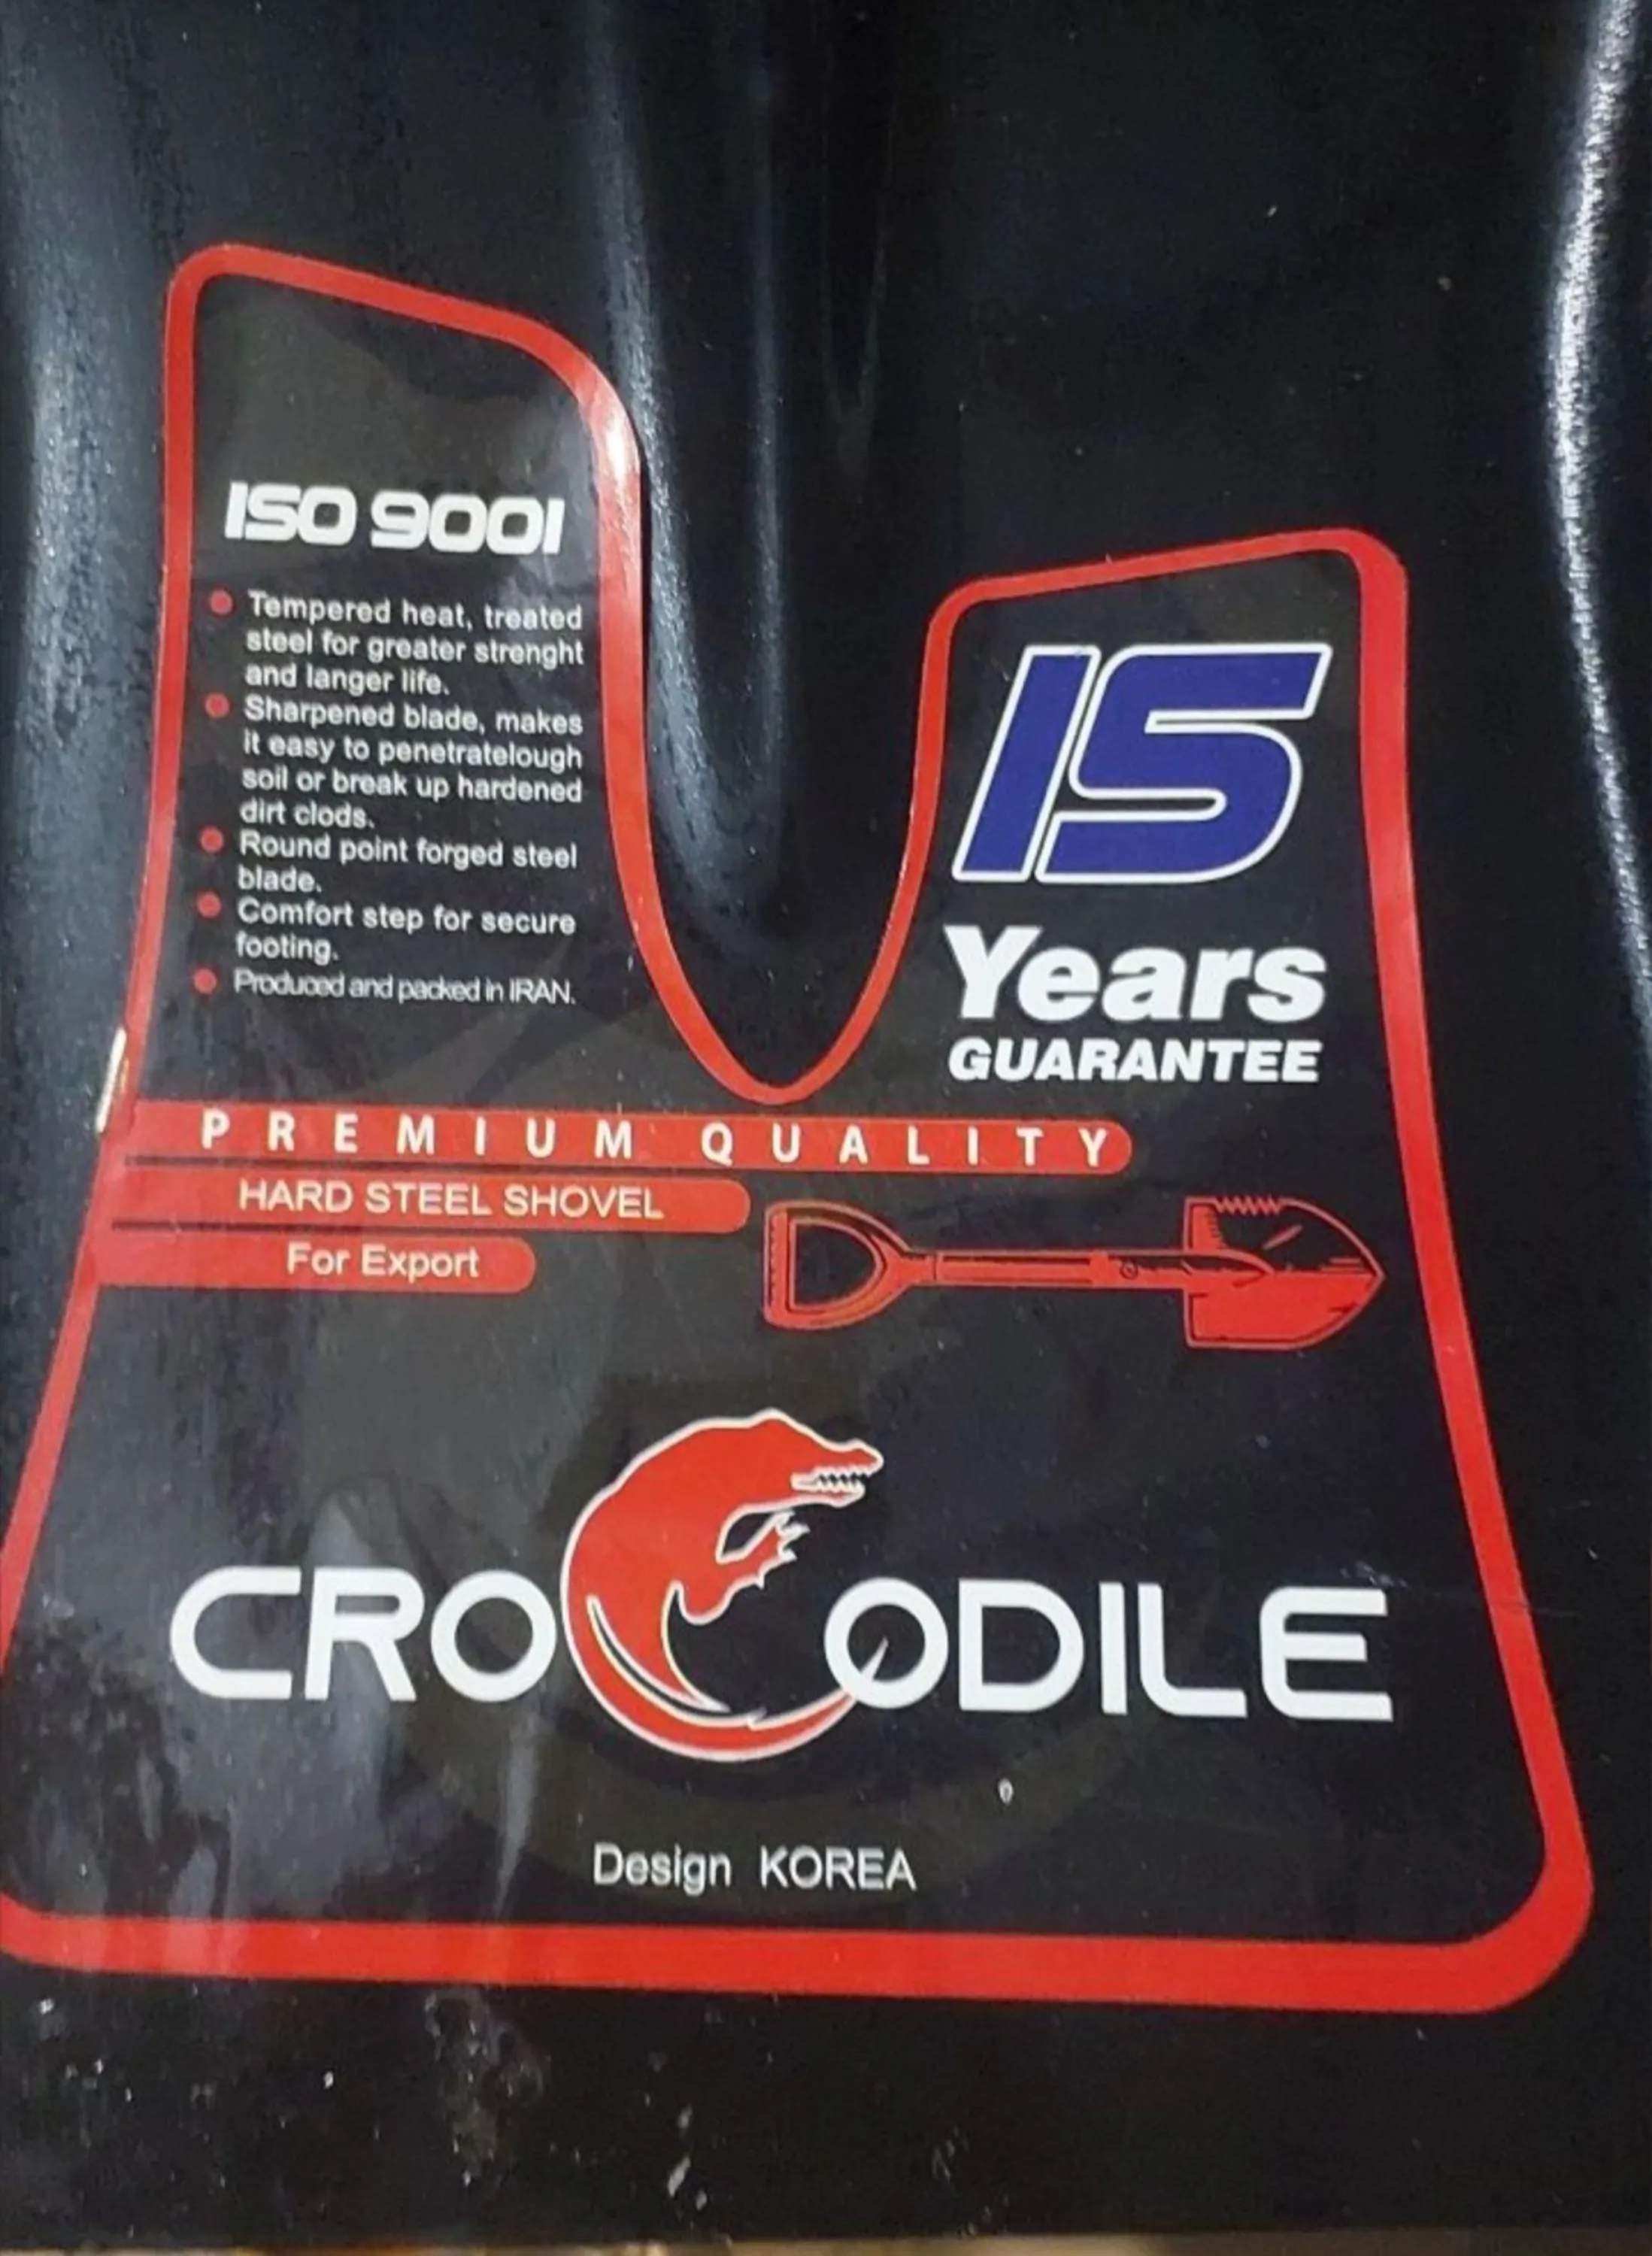 ISO 9001
Tempered heat, treated
steel for greater strenght
and langer life.
Sharpened blade, makes
it easy to penetratelough
soil or break up hardened
dirt clods.
Round point forged steel
blade.
Comfort step for secure
footing.
Produced and packed in IRAN.
15
Years
GUARANTEE
PREMIUM QUALITY
HARD STEEL SHOVEL
For Export
CROCODILE
Design KOREA